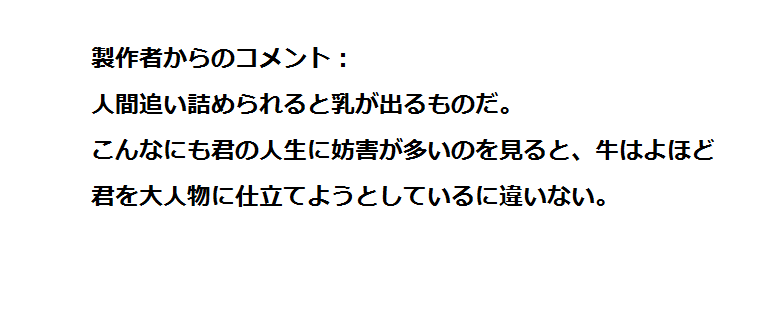 製作者からのコメント：
人間追い詰められると乳が出るものだ。
こんなにも君の人生に妨害が多いのを見ると、牛はよほど
君を大人物に仕立てようとしているに違いない。